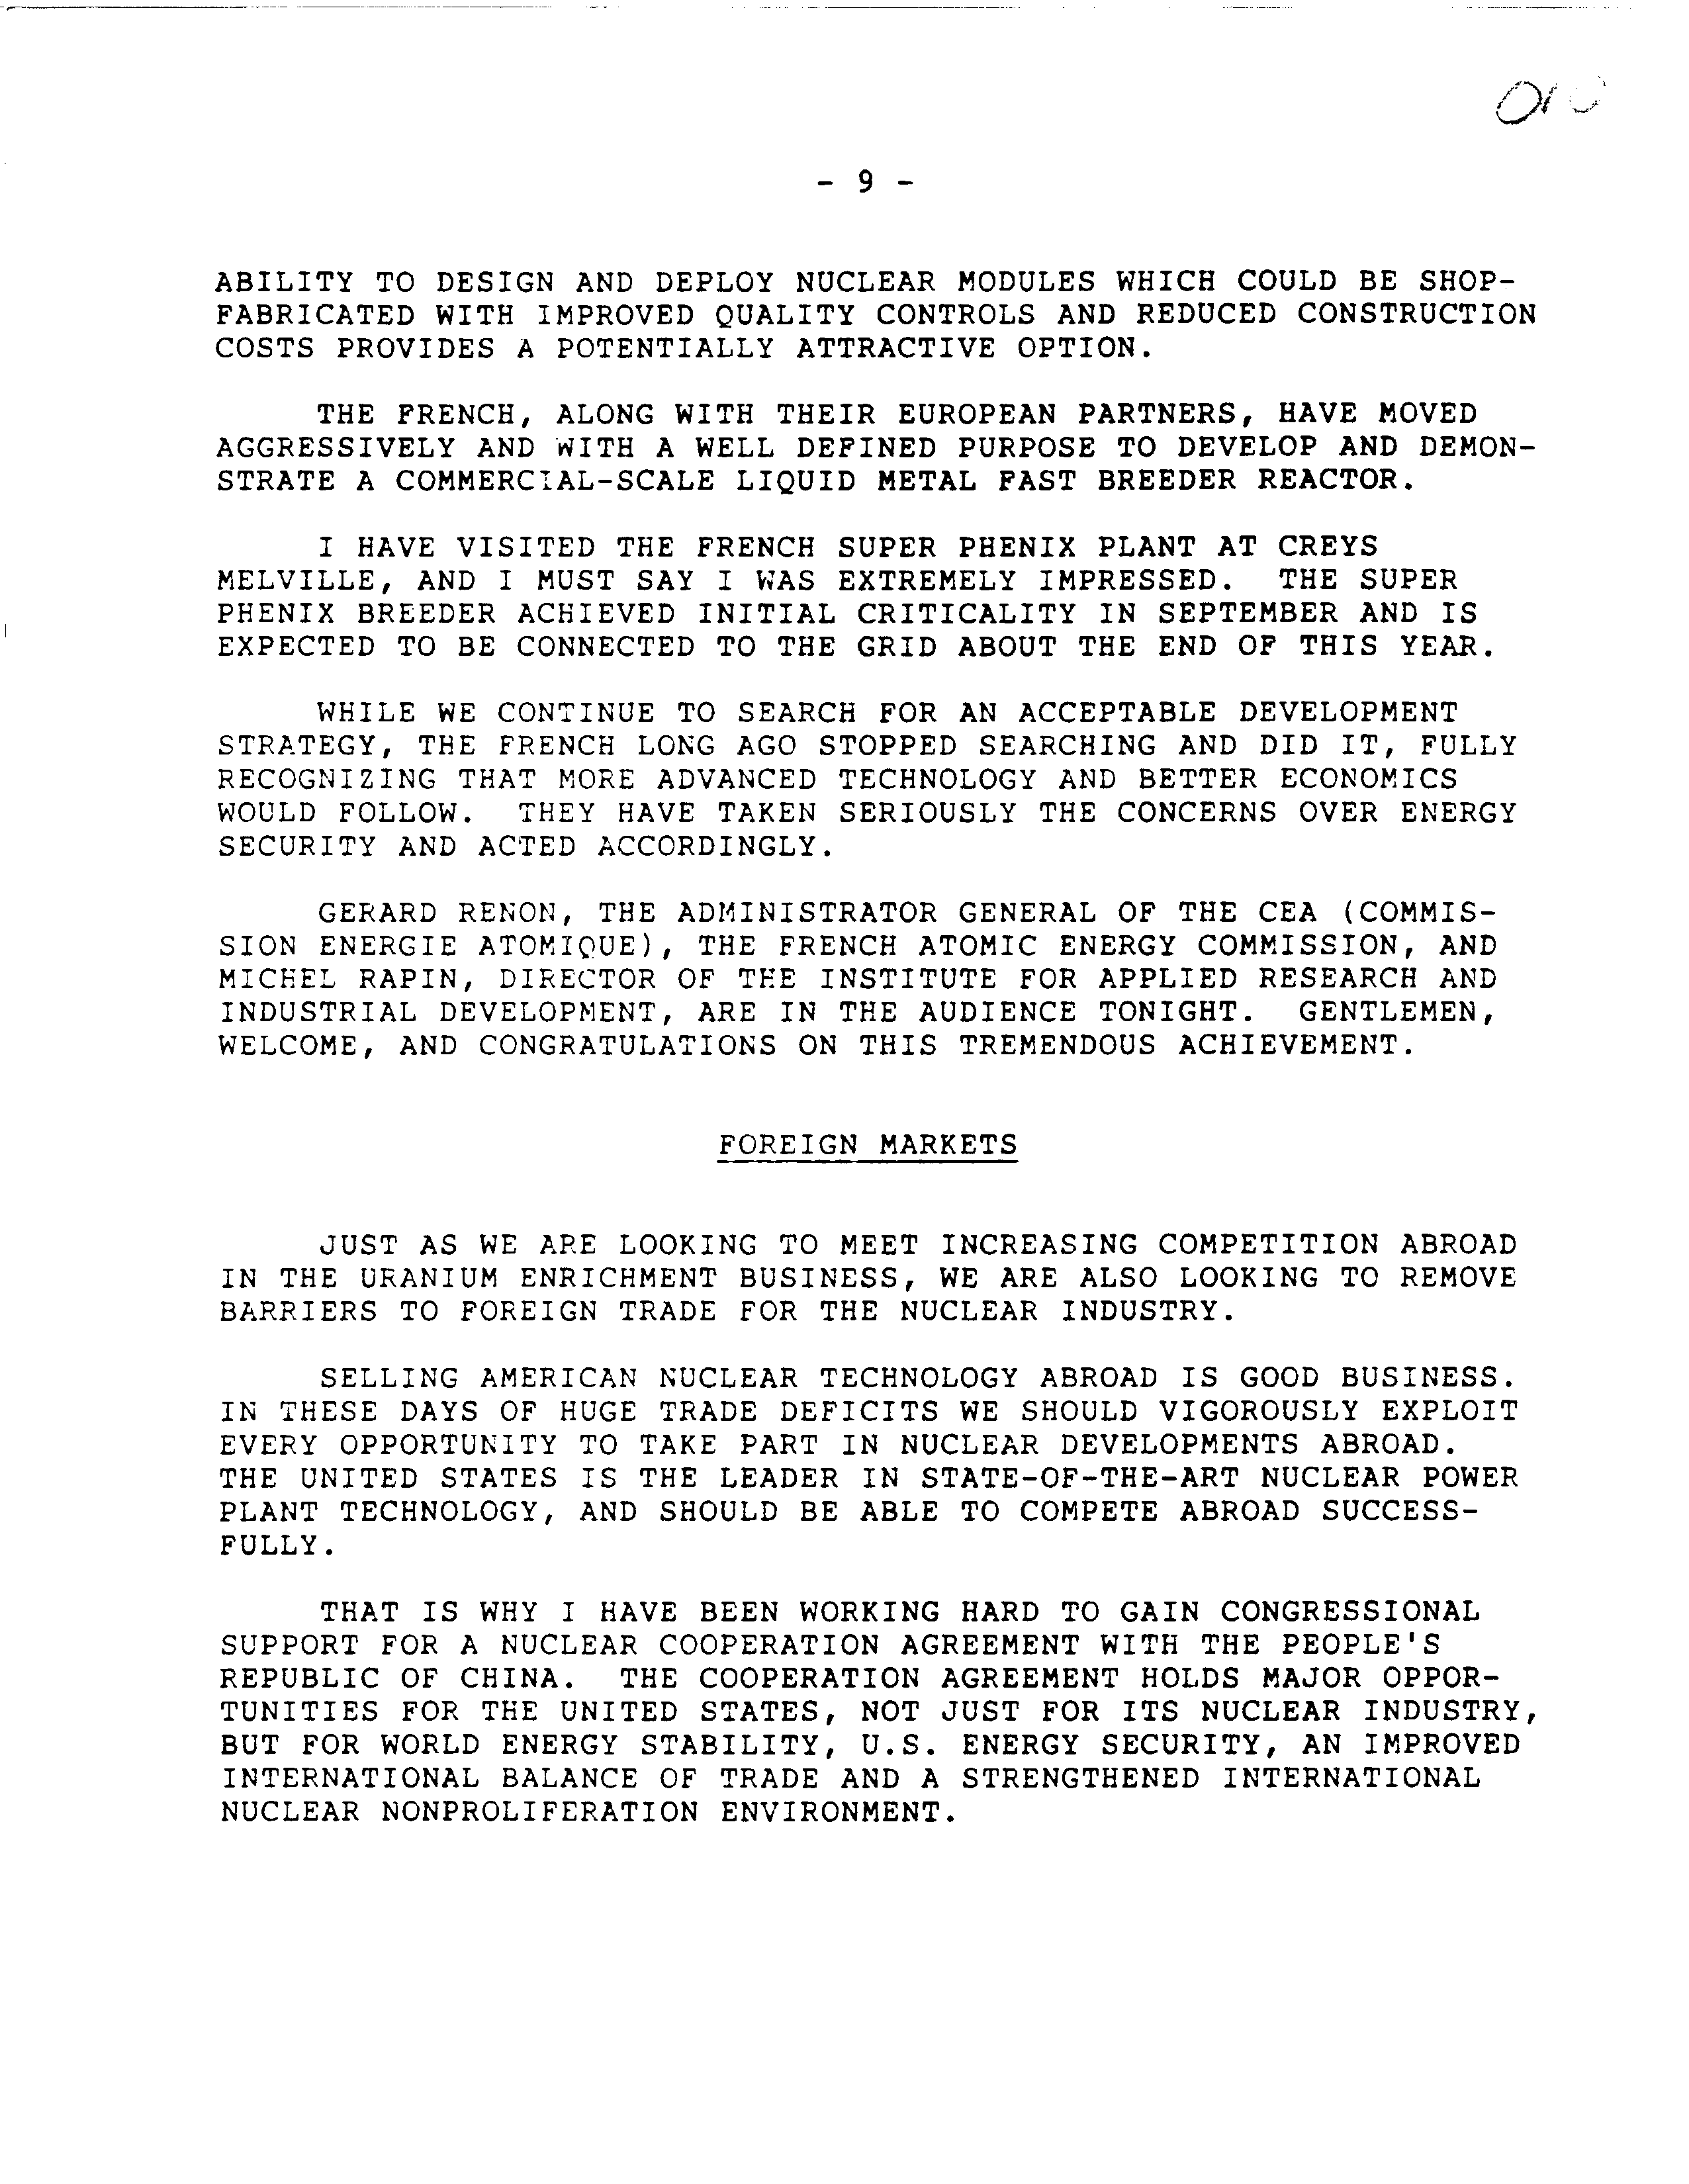 010
- 9 -
ABILITY TO DESIGN AND DEPLOY NUCLEAR MODULES WHICH COULD BE SHOP-
FABRICATED WITH IMPROVED QUALITY CONTROLS AND REDUCED CONSTRUCTION
COSTS PROVIDES A POTENTIALLY ATTRACTIVE OPTION.
THE FRENCH, ALONG WITH THEIR EUROPEAN PARTNERS, HAVE MOVED
AGGRESSIVELY AND WITH A WELL DEFINED PURPOSE TO DEVELOP AND DEMON-
STRATE A COMMERCIAL-SCALE LIQUID METAL FAST BREEDER REACTOR.
I HAVE VISITED THE FRENCH SUPER PHENIX PLANT AT CREYS
MELVILLE, AND I MUST SAY I WAS EXTREMELY IMPRESSED. THE SUPER
PHENIX BREEDER ACHIEVED INITIAL CRITICALITY IN SEPTEMBER AND IS
EXPECTED TO BE CONNECTED TO THE GRID ABOUT THE END OF THIS YEAR.
WHILE WE CONTINUE TO SEARCH FOR AN ACCEPTABLE DEVELOPMENT
STRATEGY, THE FRENCH LONG AGO STOPPED SEARCHING AND DID IT, FULLY
RECOGNIZING THAT MORE ADVANCED TECHNOLOGY AND BETTER ECONOMICS
WOULD FOLLOW. THEY HAVE TAKEN SERIOUSLY THE CONCERNS OVER ENERGY
SECURITY AND ACTED ACCORDINGLY.
GERARD RENON, THE ADMINISTRATOR GENERAL OF THE CEA (COMMIS-
SION ENERGIE ATOMIQUE), THE FRENCH ATOMIC ENERGY COMMISSION, AND
MICHEL RAPIN, DIRECTOR OF THE INSTITUTE FOR APPLIED RESEARCH AND
INDUSTRIAL DEVELOPMENT, ARE IN THE AUDIENCE TONIGHT. GENTLEMEN,
WELCOME, AND CONGRATULATIONS ON THIS TREMENDOUS ACHIEVEMENT.
FOREIGN MARKETS
JUST AS WE ARE LOOKING TO MEET INCREASING COMPETITION ABROAD
IN THE URANIUM ENRICHMENT BUSINESS, WE ARE ALSO LOOKING TO REMOVE
BARRIERS TO FOREIGN TRADE FOR THE NUCLEAR INDUSTRY.
SELLING AMERICAN NUCLEAR TECHNOLOGY ABROAD IS GOOD BUSINESS.
IN THESE DAYS OF HUGE TRADE DEFICITS WE SHOULD VIGOROUSLY EXPLOIT
EVERY OPPORTUNITY TO TAKE PART IN NUCLEAR DEVELOPMENTS ABROAD.
THE UNITED STATES IS THE LEADER IN STATE-OF-THE-ART NUCLEAR POWER
PLANT TECHNOLOGY, AND SHOULD BE ABLE TO COMPETE ABROAD SUCCESS-
FULLY.
THAT IS WHY I HAVE BEEN WORKING HARD TO GAIN CONGRESSIONAL
SUPPORT FOR A NUCLEAR COOPERATION AGREEMENT WITH THE PEOPLE'S
REPUBLIC OF CHINA. THE COOPERATION AGREEMENT HOLDS MAJOR OPPOR-
TUNITIES FOR THE UNITED STATES, NOT JUST FOR ITS NUCLEAR INDUSTRY,
BUT FOR WORLD ENERGY STABILITY, U.S. ENERGY SECURITY, AN IMPROVED
INTERNATIONAL BALANCE OF TRADE AND A STRENGTHENED INTERNATIONAL
NUCLEAR NONPROLIFERATION ENVIRONMENT.